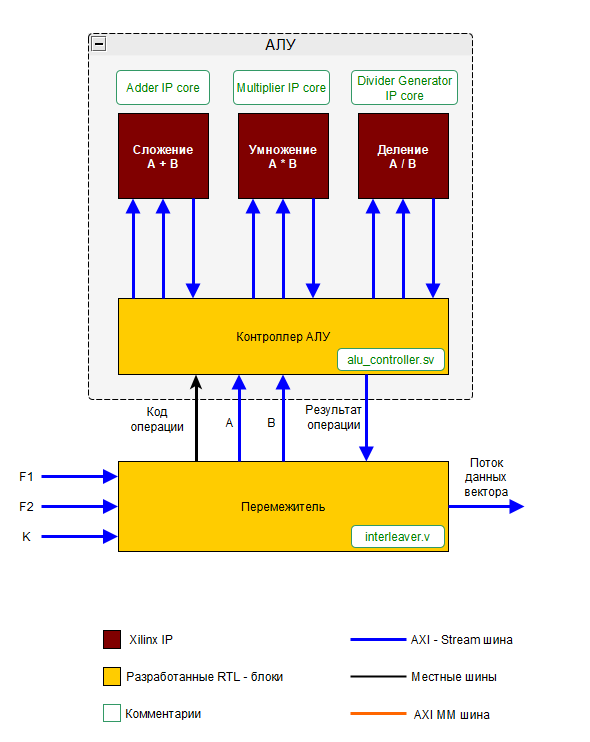 АЛУ
Adder IP core
Multiplier IP core
Divider Generator
IP core
Сложение
A + B
Умножение
A * B
Деление
A / B
Контроллер АЛУ
alu_controller.sv
Код
операции
A
B
Результат
операции
F1
F2
K
Перемежитель
interleaver.v
Поток
данных
вектора
Xilinx IP
AXI - Stream шина
Разработанные RTL - блоки
Местные шины
Комментарии
AXI MM шина